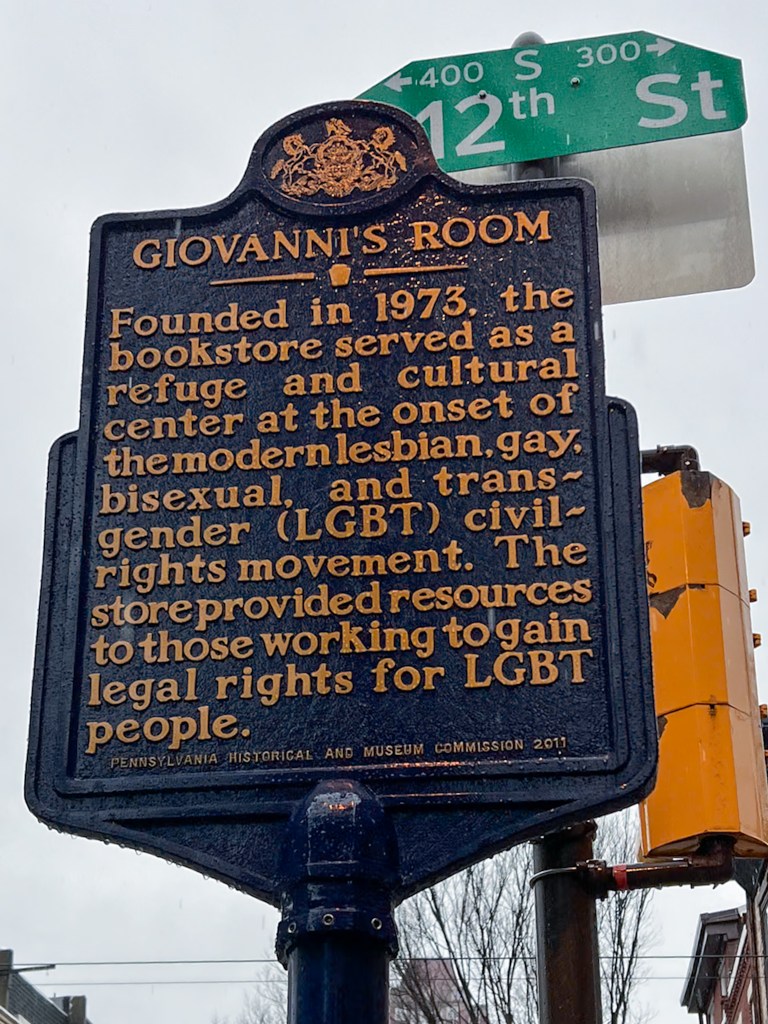 ← 400 S 300 →
12th St
GIOVANNI'S ROOM
Founded in 1973, the
bookstore served as a
refuge and cultural
center at the onset of
the modern lesbian, gay,
bisexual, and trans-
gender (LGBT) civil-
rights movement. The
store provided resources
to those working to gain
legal rights for LGBT
people.
PENNSYLVANIA HISTORICAL AND MUSEUM COMMISSION 2011